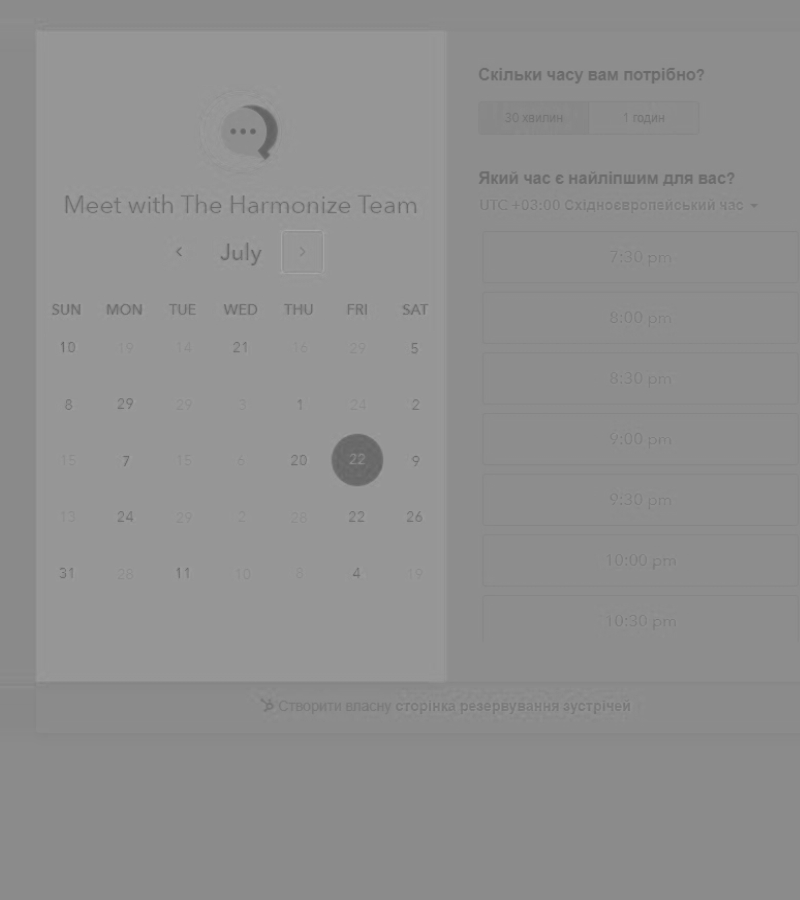 Meet with The Harmonize Team
July
SUN MON TUE WED THU FRI SAT
10 19 14 21 16 29 5
8 29 29 3 1 24 2
15 7 15 6 20 22 9
13 24 29 2 28 22 26
31 28 11 10 8 4 19
Скільки часу вам потрібно?
30 хвилин 1 годин
Який час є найліпшим для вас?
UTC +03:00 Східноєвропейський час
7:30 pm
8:00 pm
8:30 pm
9:00 pm
9:30 pm
10:00 pm
10:30 pm
Створити власну сторінка резервування зустрічей